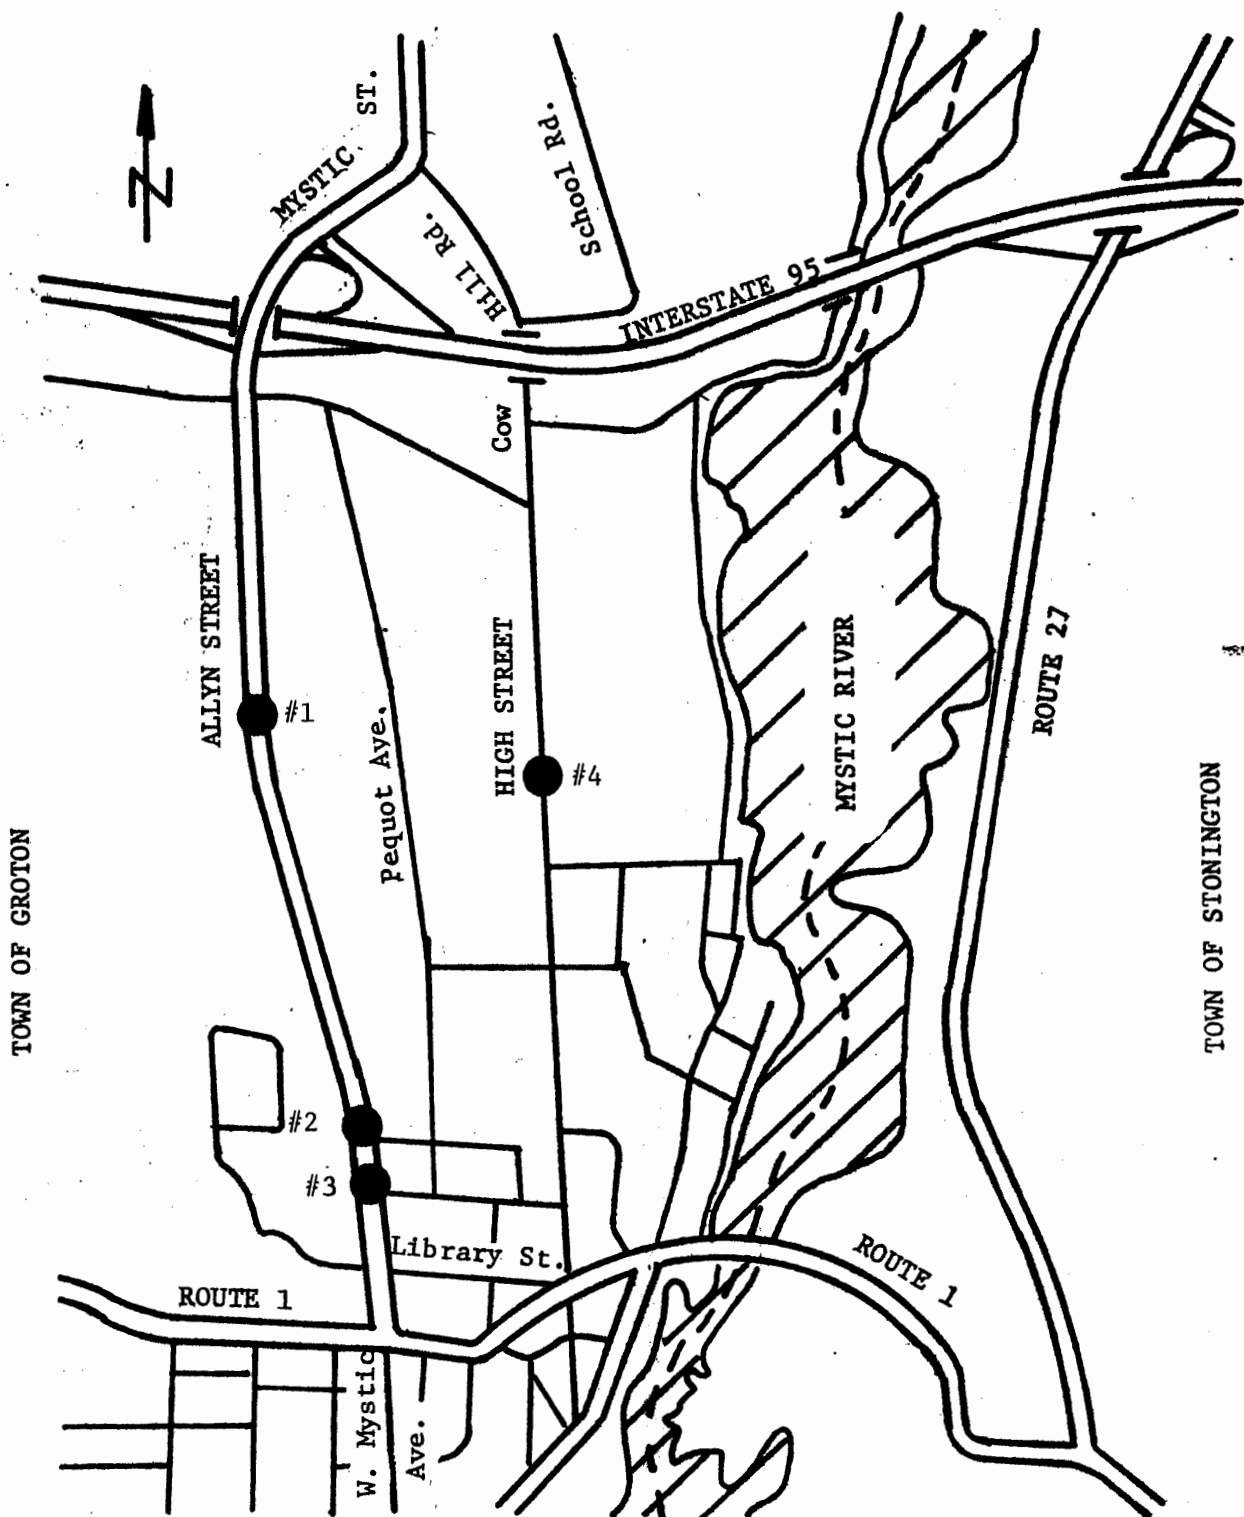 N
MYSTIC ST.
School Rd.
Hill Rd.
INTERSTATE 95
Cow
ALLYN STREET
HIGH STREET
Pequot Ave.
MYSTIC RIVER
ROUTE 27
#1
#4
TOWN OF GROTON
TOWN OF STONINGTON
#2
#3
Library St.
ROUTE 1
ROUTE 1
W. Mystic
Ave.